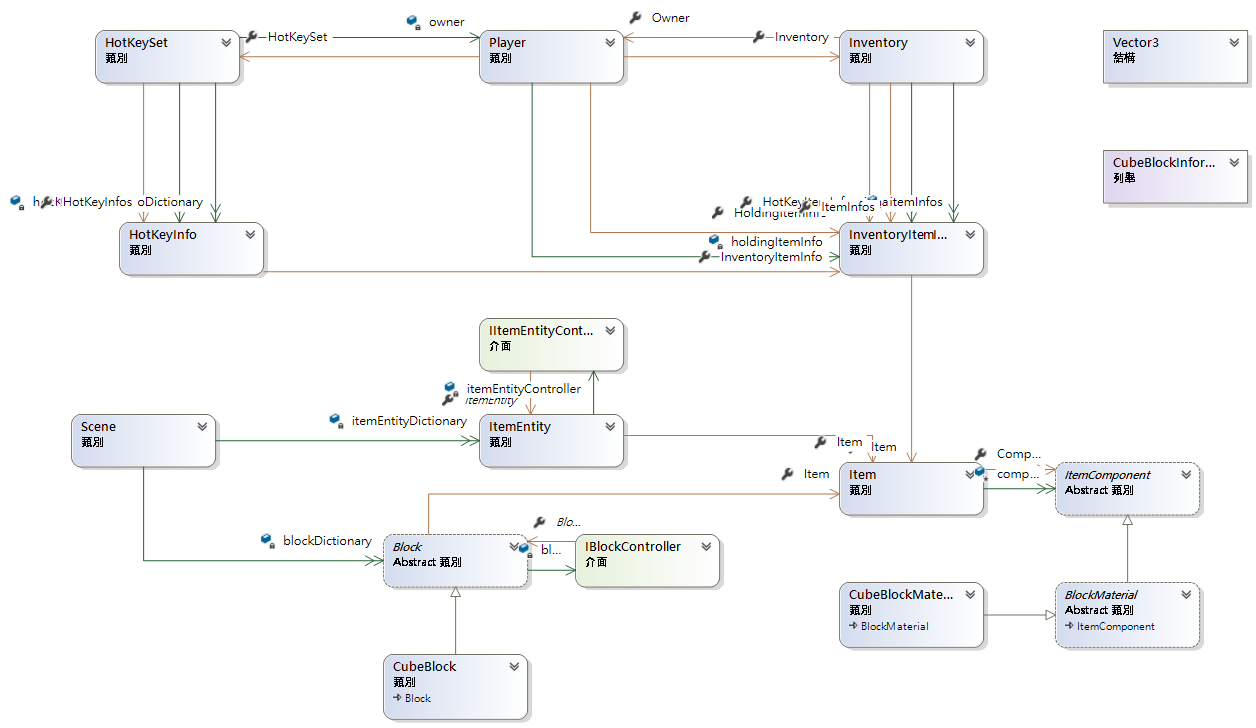 owner
Owner
HotKeySet
類別
HotKeySet
Player
類別
Inventory
Inventory
類別
Vector3
結構
CubeBlockInfor...
列舉
HotKeyInfos
oDictionary
HotKeyInfo
類別
ItemInfos
itemInfos
holdingItemInfo
InventoryItemInfo
InventoryItemI...
類別
IItemEntityCont...
介面
itemEntityController
ItemEntity
itemEntityDictionary
Scene
類別
ItemEntity
類別
Item
Item
Item
Item
類別
Comp...
comp...
ItemComponent
Abstract 類別
blockDictionary
Blo...
bl...
Block
Abstract 類別
IBlockController
介面
CubeBlockMate...
類別
BlockMaterial
BlockMaterial
Abstract 類別
ItemComponent
CubeBlock
類別
Block